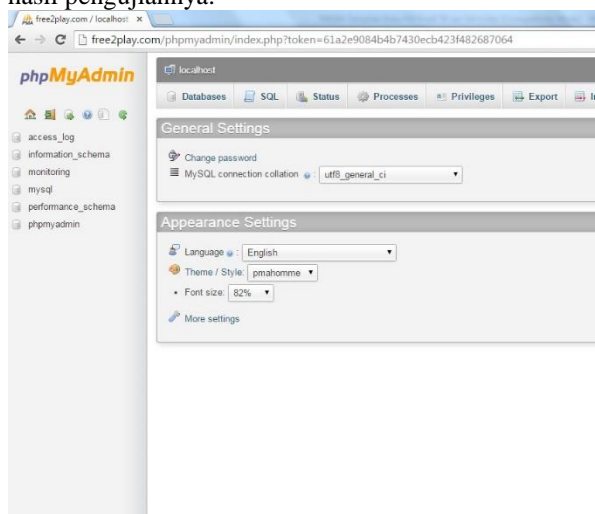 hasil pengujiannya.
free2play.com / localhost ×
free2play.com/phpmyadmin/index.php?token=61a2e9084b4b7430ecb423f482687064
phpMyAdmin
access_log
information_schema
monitoring
mysql
performance_schema
phpmyadmin
localhost
Databases SQL Status Processes Privileges Export
General Settings
Change password
MySQL connection collation : utf8_general_ci
Appearance Settings
Language : English
Theme / Style: pmahomme
• Font size: 82%
More settings